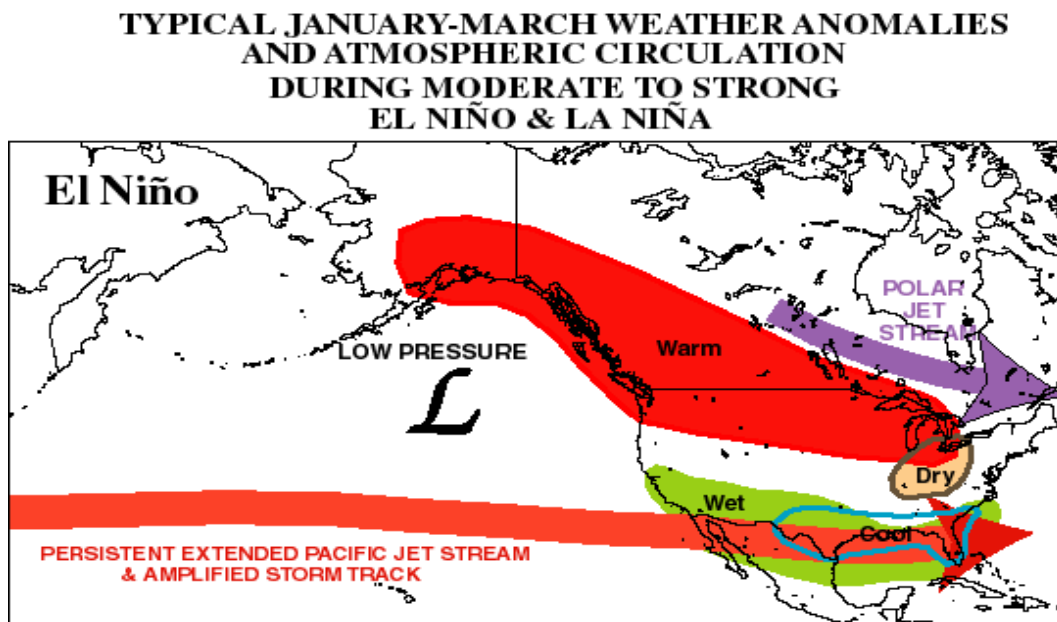 TYPICAL JANUARY-MARCH WEATHER ANOMALIES
AND ATMOSPHERIC CIRCULATION
DURING MODERATE TO STRONG
EL NIÑO & LA NIÑA
El Niño
POLAR
JET
STREAM
LOW PRESSURE
L
Warm
Dry
Wet
Cool
PERSISTENT EXTENDED PACIFIC JET STREAM
& AMPLIFIED STORM TRACK